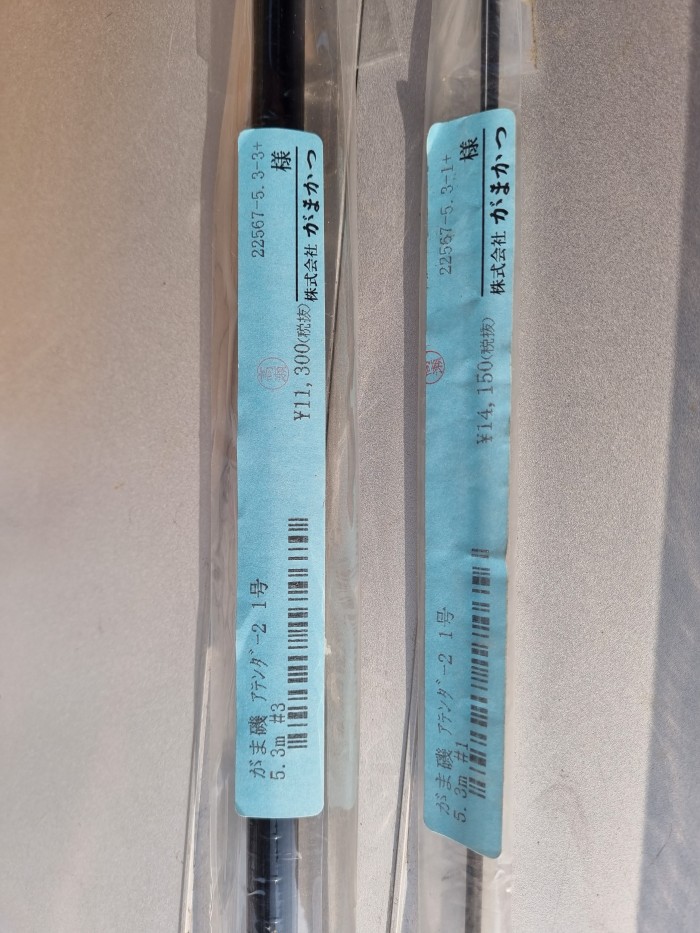 がま磯 アテンダー2 1号
5.3m #3
22567-5.3-3+
様
¥11,300(税抜)
株式会社 がまかつ
がま磯 アテンダー2 1号
5.3m #1
22567-5.3-1+
様
¥14,150(税抜)
株式会社 がまかつ